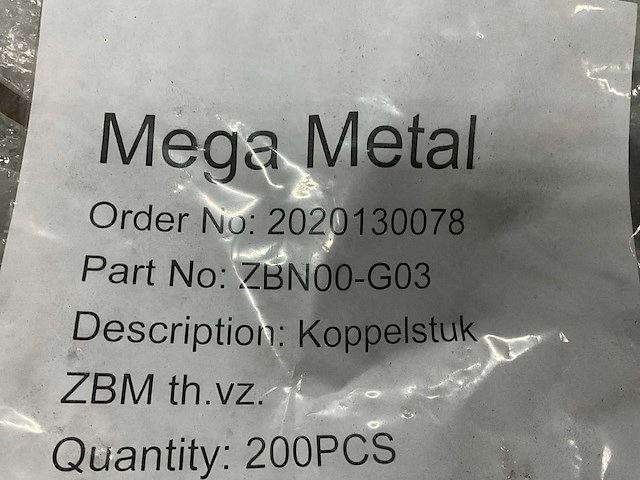 Mega Metal
Order No: 2020130078
Part No: ZBN00-G03
Description: Koppelstuk
ZBM th.vz.
Quantity: 200PCS